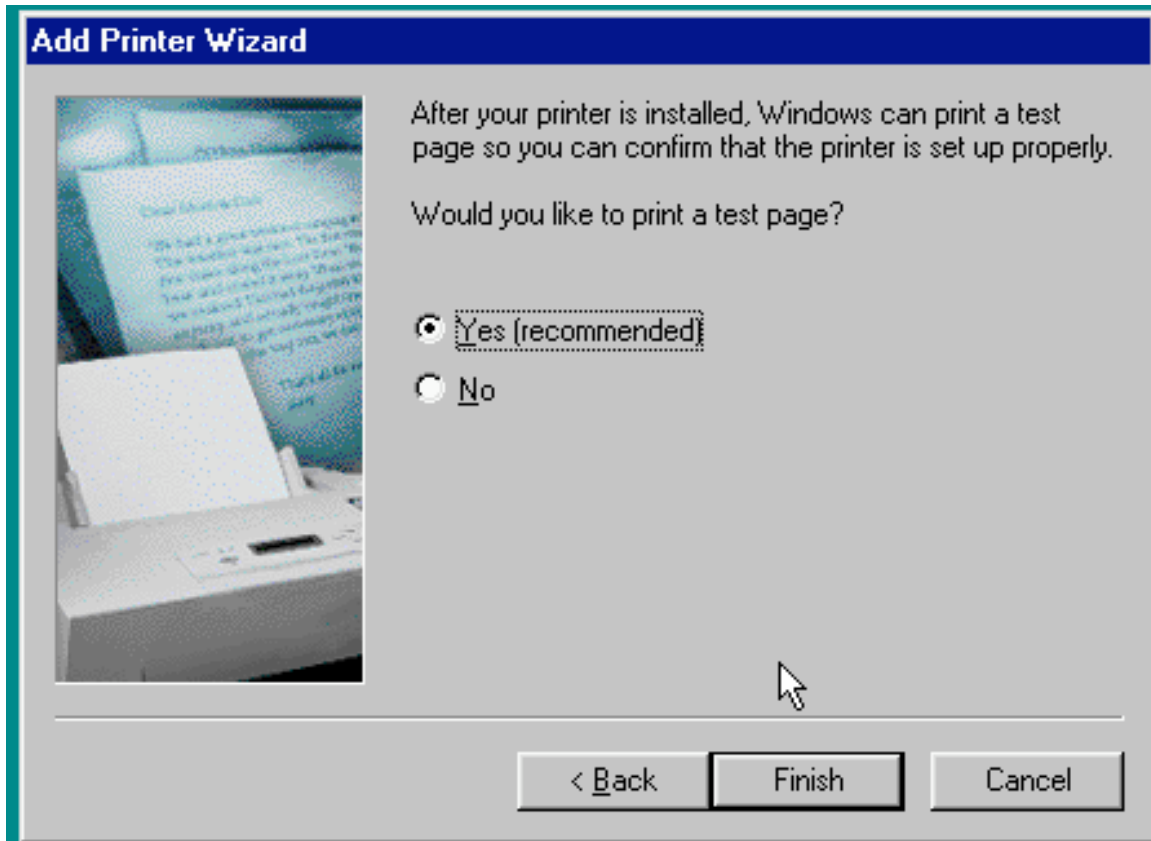 Add Printer Wizard
After your printer is installed, Windows can print a test
page so you can confirm that the printer is set up properly.
Would you like to print a test page?
Yes (recommended)
No
< Back
Finish
Cancel